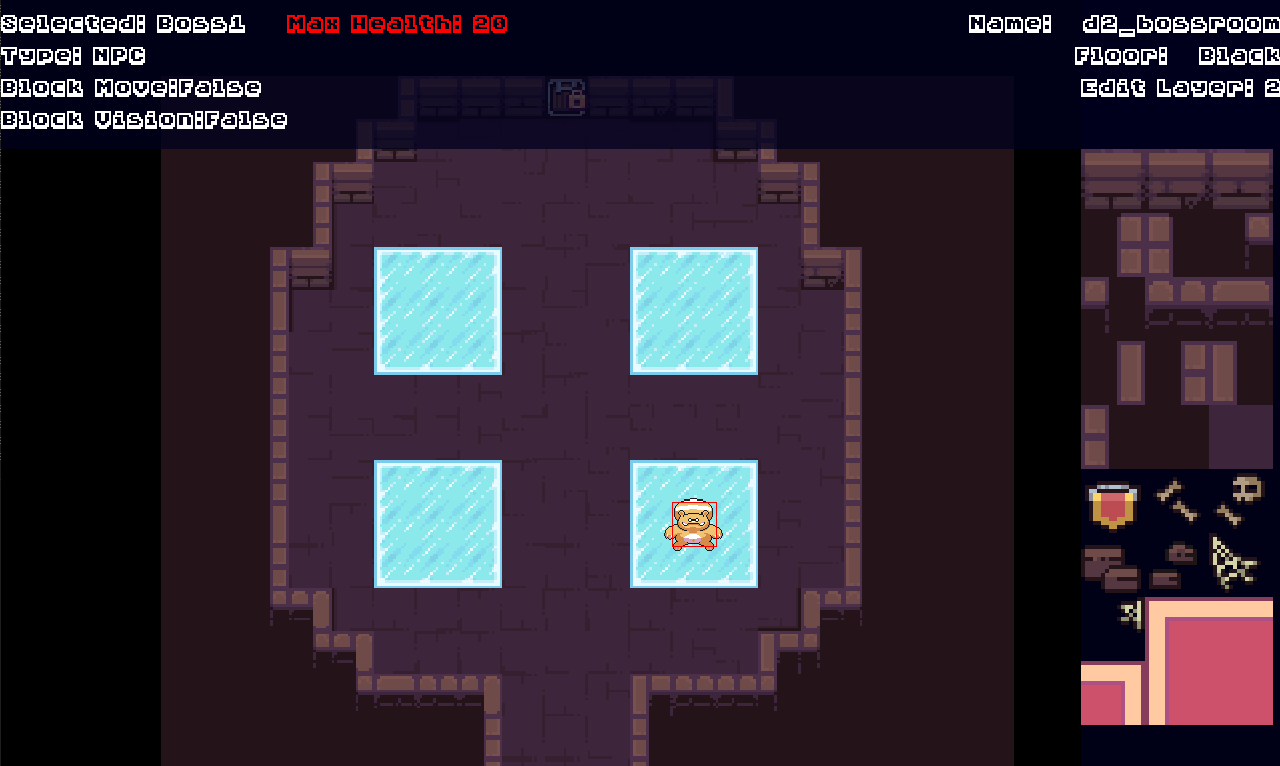 Selected: Boss1 Max Health: 20 Name: d2_bossroom
Type: NPC Floor: Black
Block Move:False Edit Layer: 2
Block Vision:False